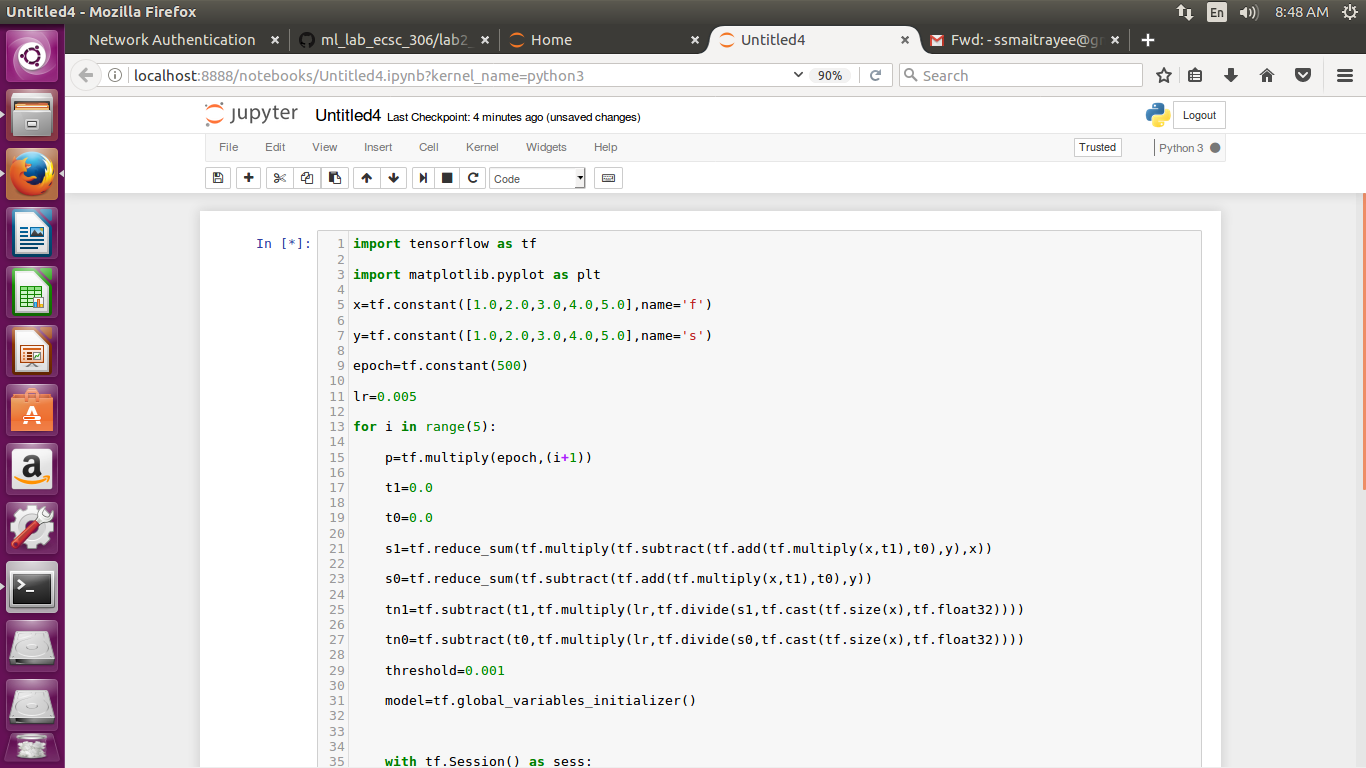 Untitled4 - Mozilla Firefox
En
8:48 AM
Network Authentication
ml_lab_ecsc_306/lab2_
Home
Untitled4
Fwd: - ssmaitrayee@gm
localhost:8888/notebooks/Untitled4.ipynb?kernel_name=python3
90%
Search
jupyter
Untitled4
Last Checkpoint: 4 minutes ago (unsaved changes)
Logout
File Edit View Insert Cell Kernel Widgets Help
Trusted
Python 3
Code
In [*]:
1 import tensorflow as tf
2
3 import matplotlib.pyplot as plt
4
5 x=tf.constant([1.0,2.0,3.0,4.0,5.0],name='f')
6
7 y=tf.constant([1.0,2.0,3.0,4.0,5.0],name='s')
8
9 epoch=tf.constant(500)
10
11 lr=0.005
12
13 for i in range(5):
14
15     p=tf.multiply(epoch,(i+1))
16
17     t1=0.0
18
19     t0=0.0
20
21     s1=tf.reduce_sum(tf.multiply(tf.subtract(tf.add(tf.multiply(x,t1),t0),y),x))
22
23     s0=tf.reduce_sum(tf.subtract(tf.add(tf.multiply(x,t1),t0),y))
24
25     tn1=tf.subtract(t1,tf.multiply(lr,tf.divide(s1,tf.cast(tf.size(x),tf.float32))))
26
27     tn0=tf.subtract(t0,tf.multiply(lr,tf.divide(s0,tf.cast(tf.size(x),tf.float32))))
28
29     threshold=0.001
30
31     model=tf.global_variables_initializer()
32
33
34
35     with tf.Session() as sess: